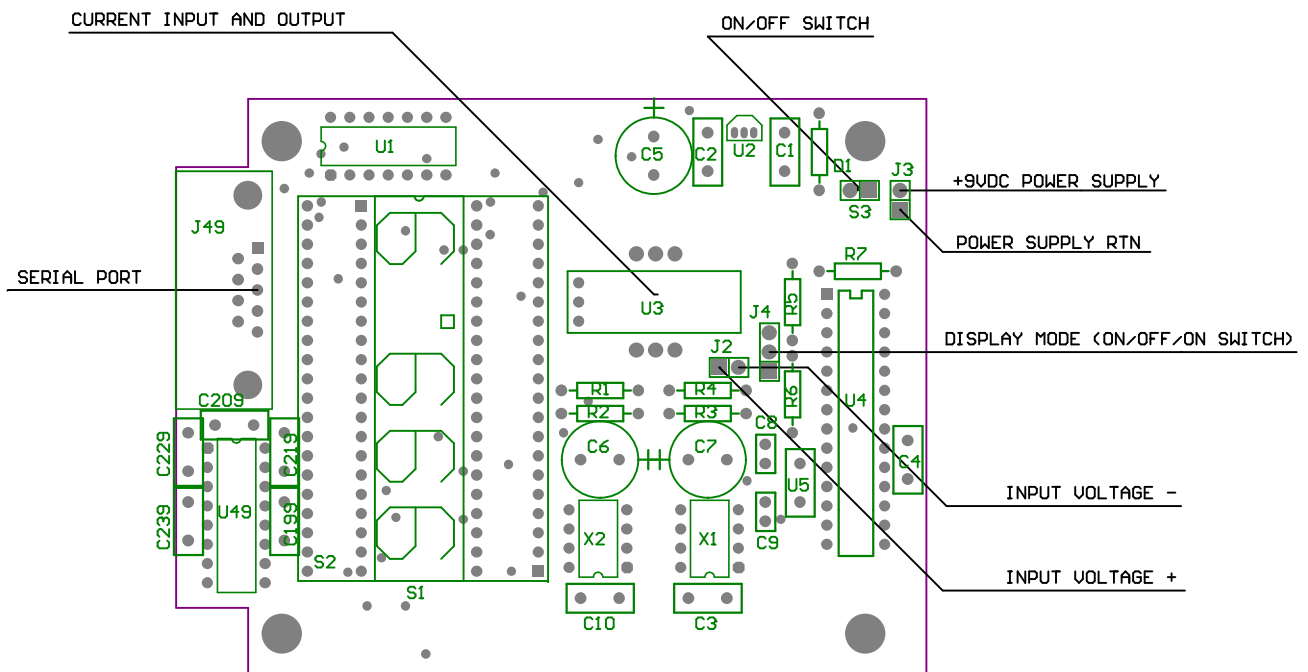 CURRENT INPUT AND OUTPUT
ON/OFF SWITCH
U1
C5
C2
U2
C1
D1
J3
+9VDC POWER SUPPLY
S3
J49
POWER SUPPLY RTN
R7
SERIAL PORT
U3
R5
J4
DISPLAY MODE (ON/OFF/ON SWITCH)
J2
R1
R4
R6
U4
C209
R2
R3
C8
C229
C219
C6
C7
C4
U5
INPUT VOLTAGE -
C239
U49
C199
X2
X1
C9
S2
INPUT VOLTAGE +
S1
C10
C3